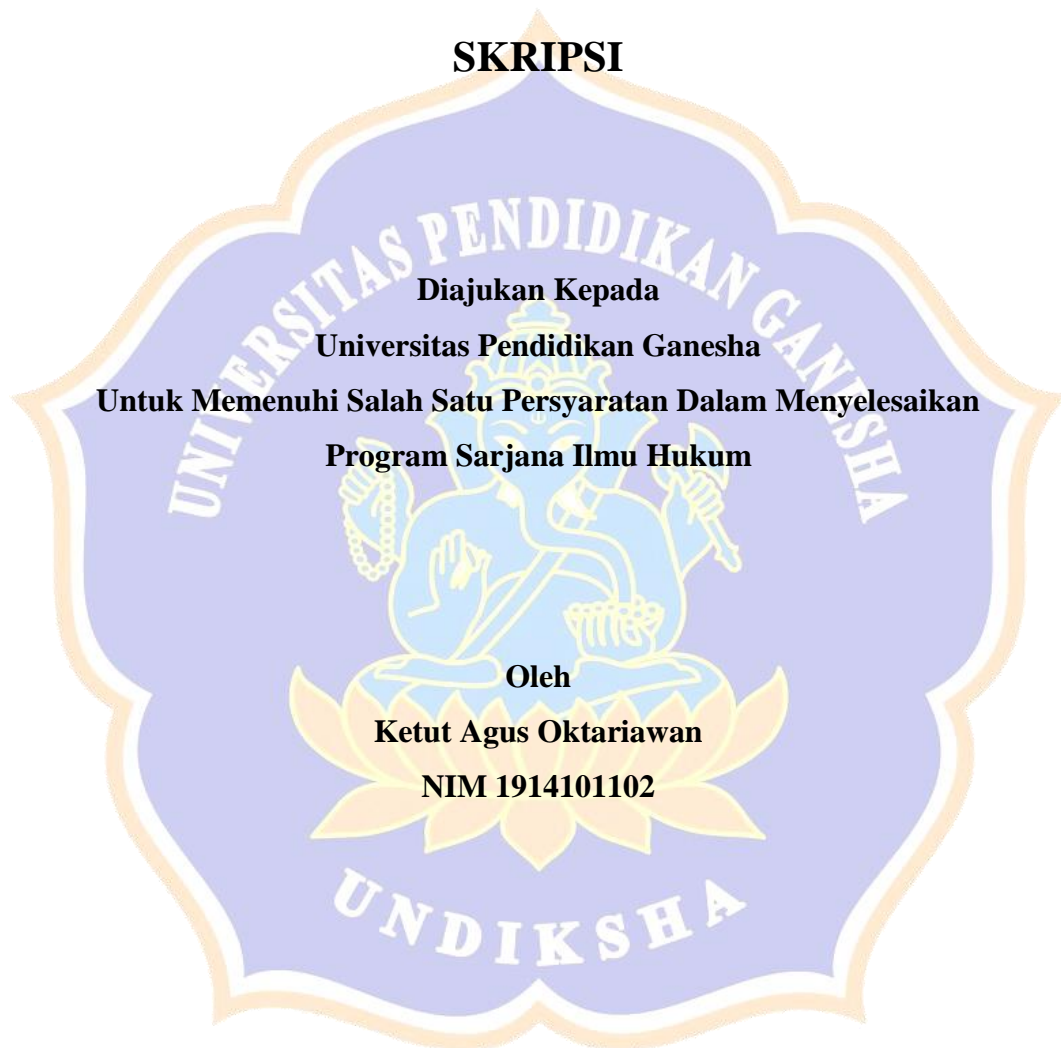 SKRIPSI
UNIVERSITAS PENDIDIKAN GANESHA
Diajukan Kepada
Universitas Pendidikan Ganesha
Untuk Memenuhi Salah Satu Persyaratan Dalam Menyelesaikan
Program Sarjana Ilmu Hukum
Oleh
Ketut Agus Oktariawan
NIM 1914101102
UNDIKSHA